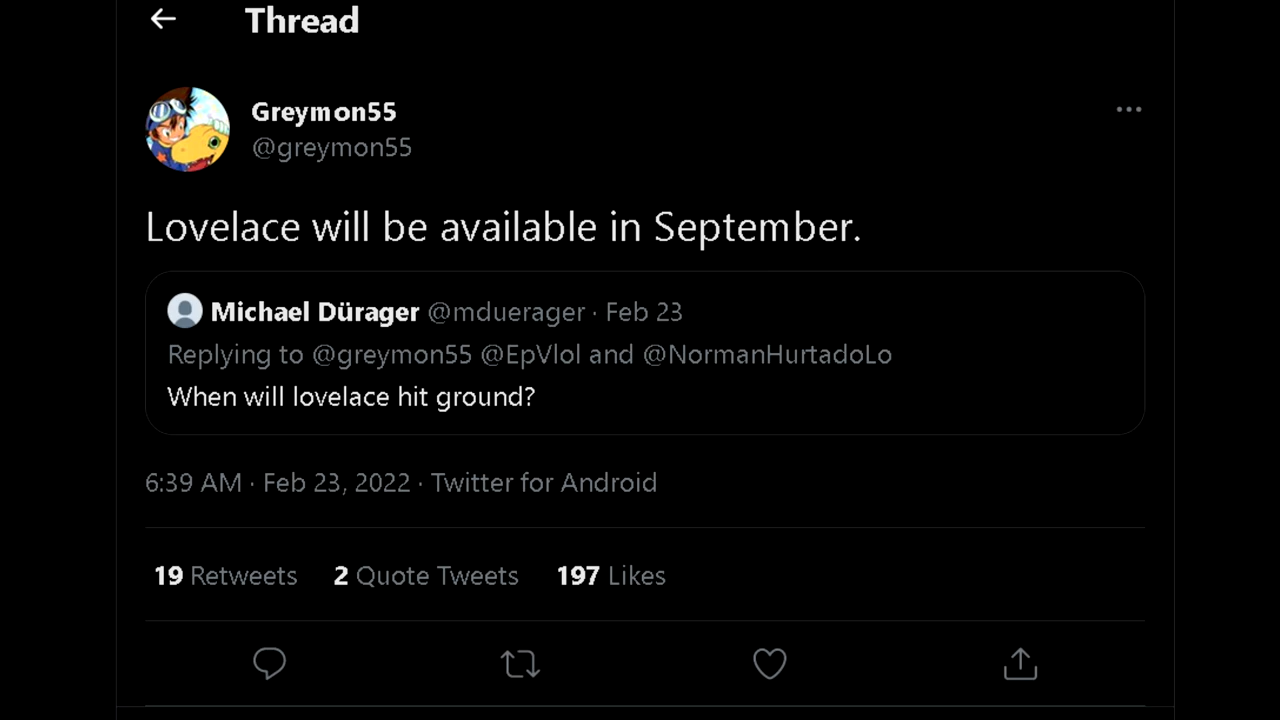 Thread
Greymon55
@greymon55
Lovelace will be available in September.
Michael Dürager @mduerager · Feb 23
Replying to @greymon55 @EpVlol and @NormanHurtadoLo
When will lovelace hit ground?
6:39 AM · Feb 23, 2022 · Twitter for Android
19 Retweets 2 Quote Tweets 197 Likes